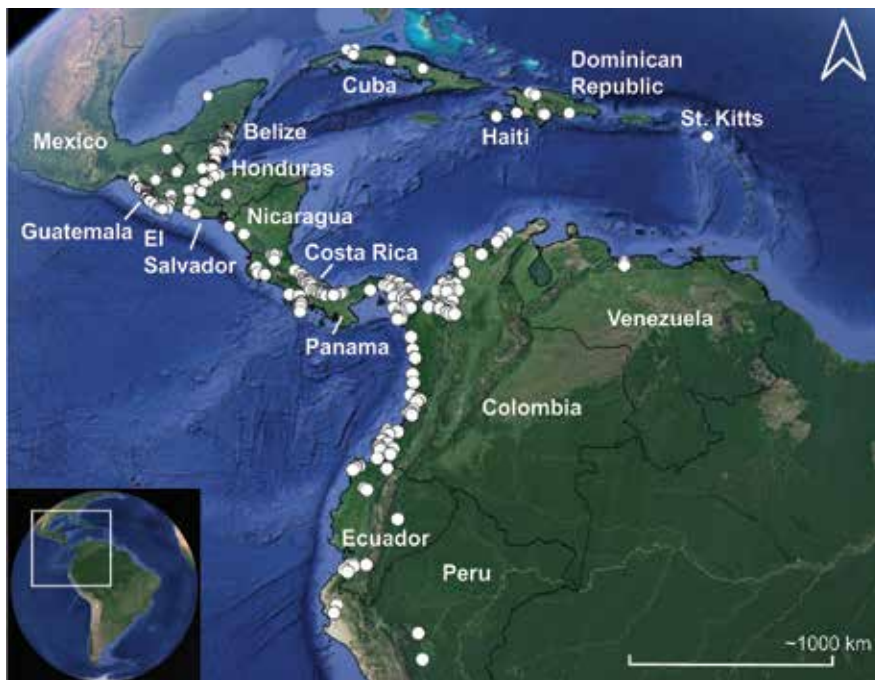 Dominican
Republic
Cuba
St. Kitts
Haiti
Mexico
Belize
Honduras
Guatemala
El
Salvador
Nicaragua
Costa Rica
Panama
Venezuela
Colombia
Ecuador
Peru
~1000 km